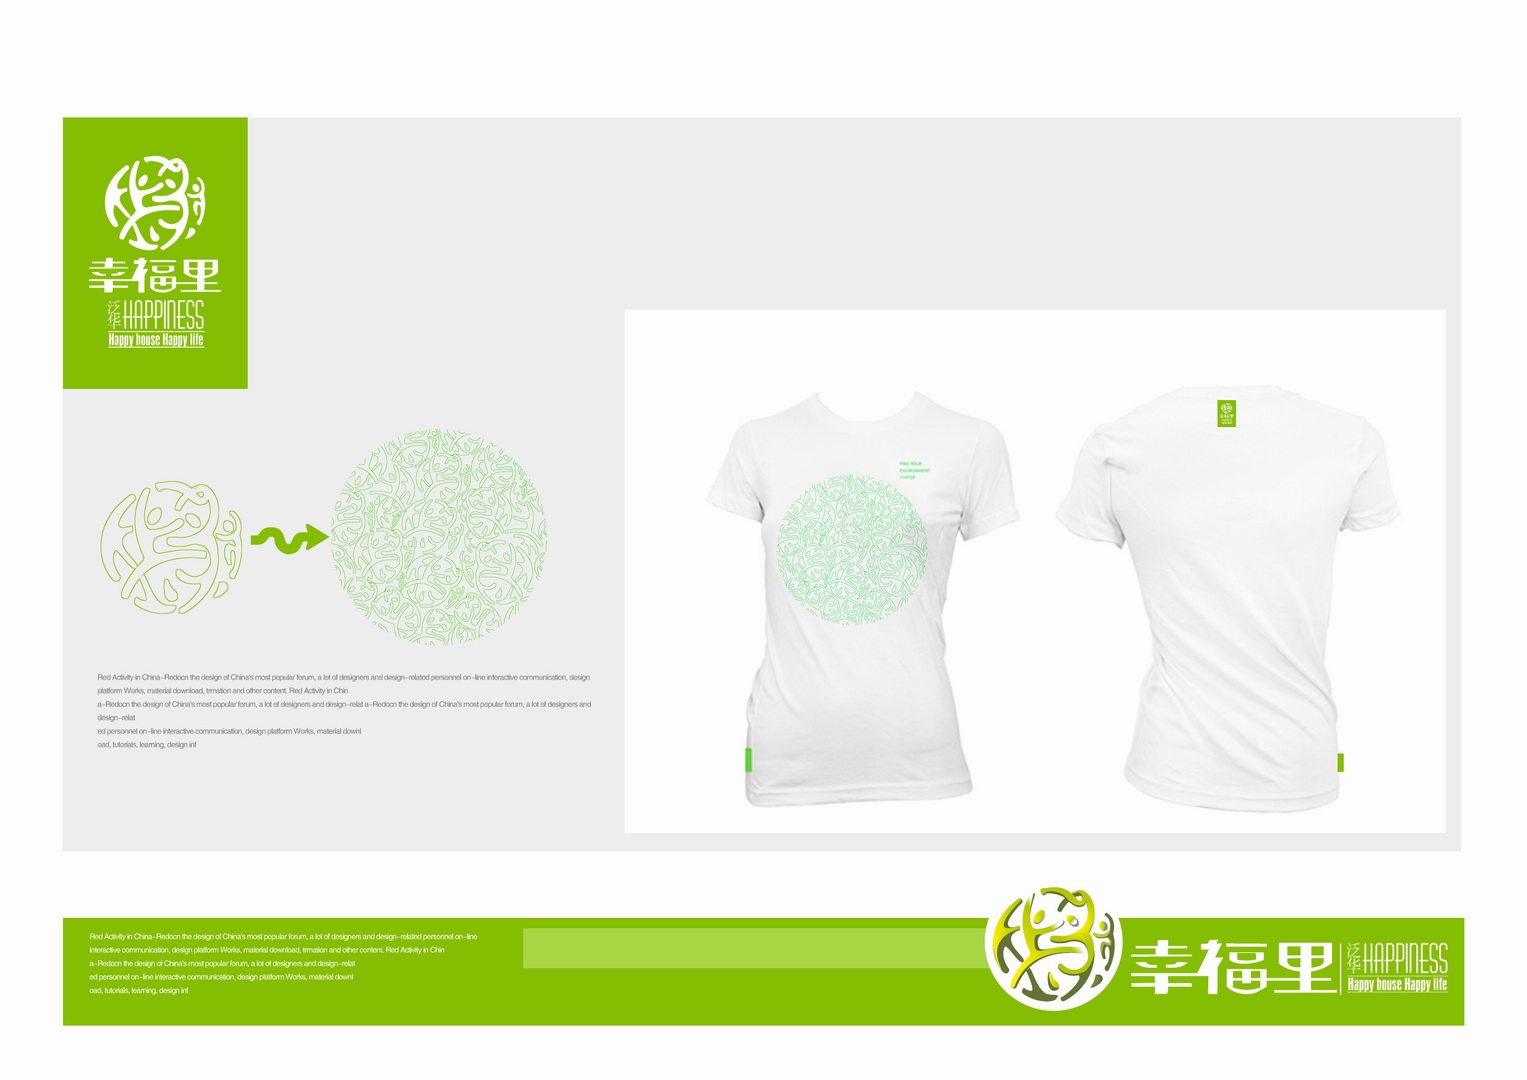 幸福里
泛华 HAPPINESS
Happy house Happy life
Red Activity in China-Redocn the design of China's most popular forum, a lot of designers and design-related personnel on-line interactive communication, design
platform Works, material download, trmation and other content. Red Activity in Chin
a-Redocn the design of China's most popular forum, a lot of designers and design-relat a-Redocn the design of China's most popular forum, a lot of designers and
design-relat
ed personnel on-line interactive communication, design platform Works, material downl
oad, tutorials, learning, design inf
Red Activity in China-Redocn the design of China's most popular forum, a lot of designers and design-related personnel on-line
interactive communication, design platform Works, material download, trmation and other content. Red Activity in Chin
a-Redocn the design of China's most popular forum, a lot of designers and design-relat
ed personnel on-line interactive communication, design platform Works, material downl
oad, tutorials, learning, design inf
幸福里
泛华 HAPPINESS
Happy house Happy life